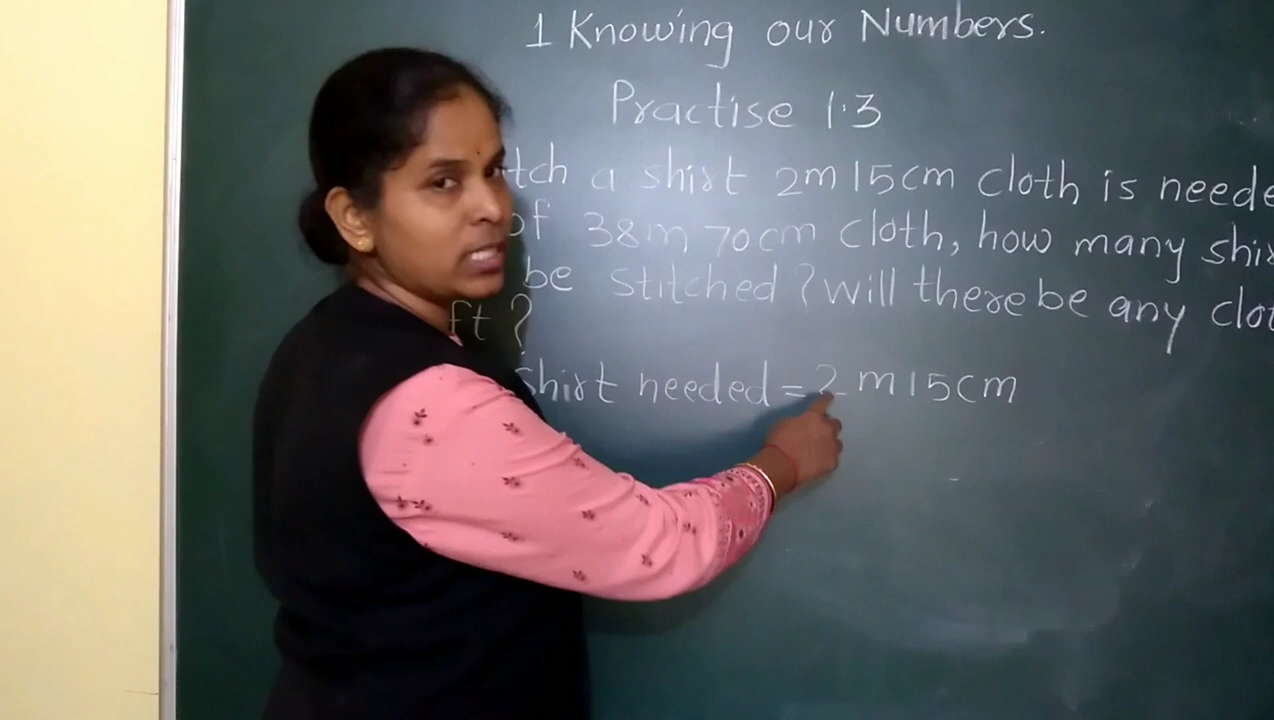 1 Knowing our Numbers.
Practise 1.3
tch a shirt 2m 15cm cloth is neede
of 38m 70cm cloth, how many shir
be stitched ? Will there be any clot
ft ?
shirt needed = 2 m 15cm